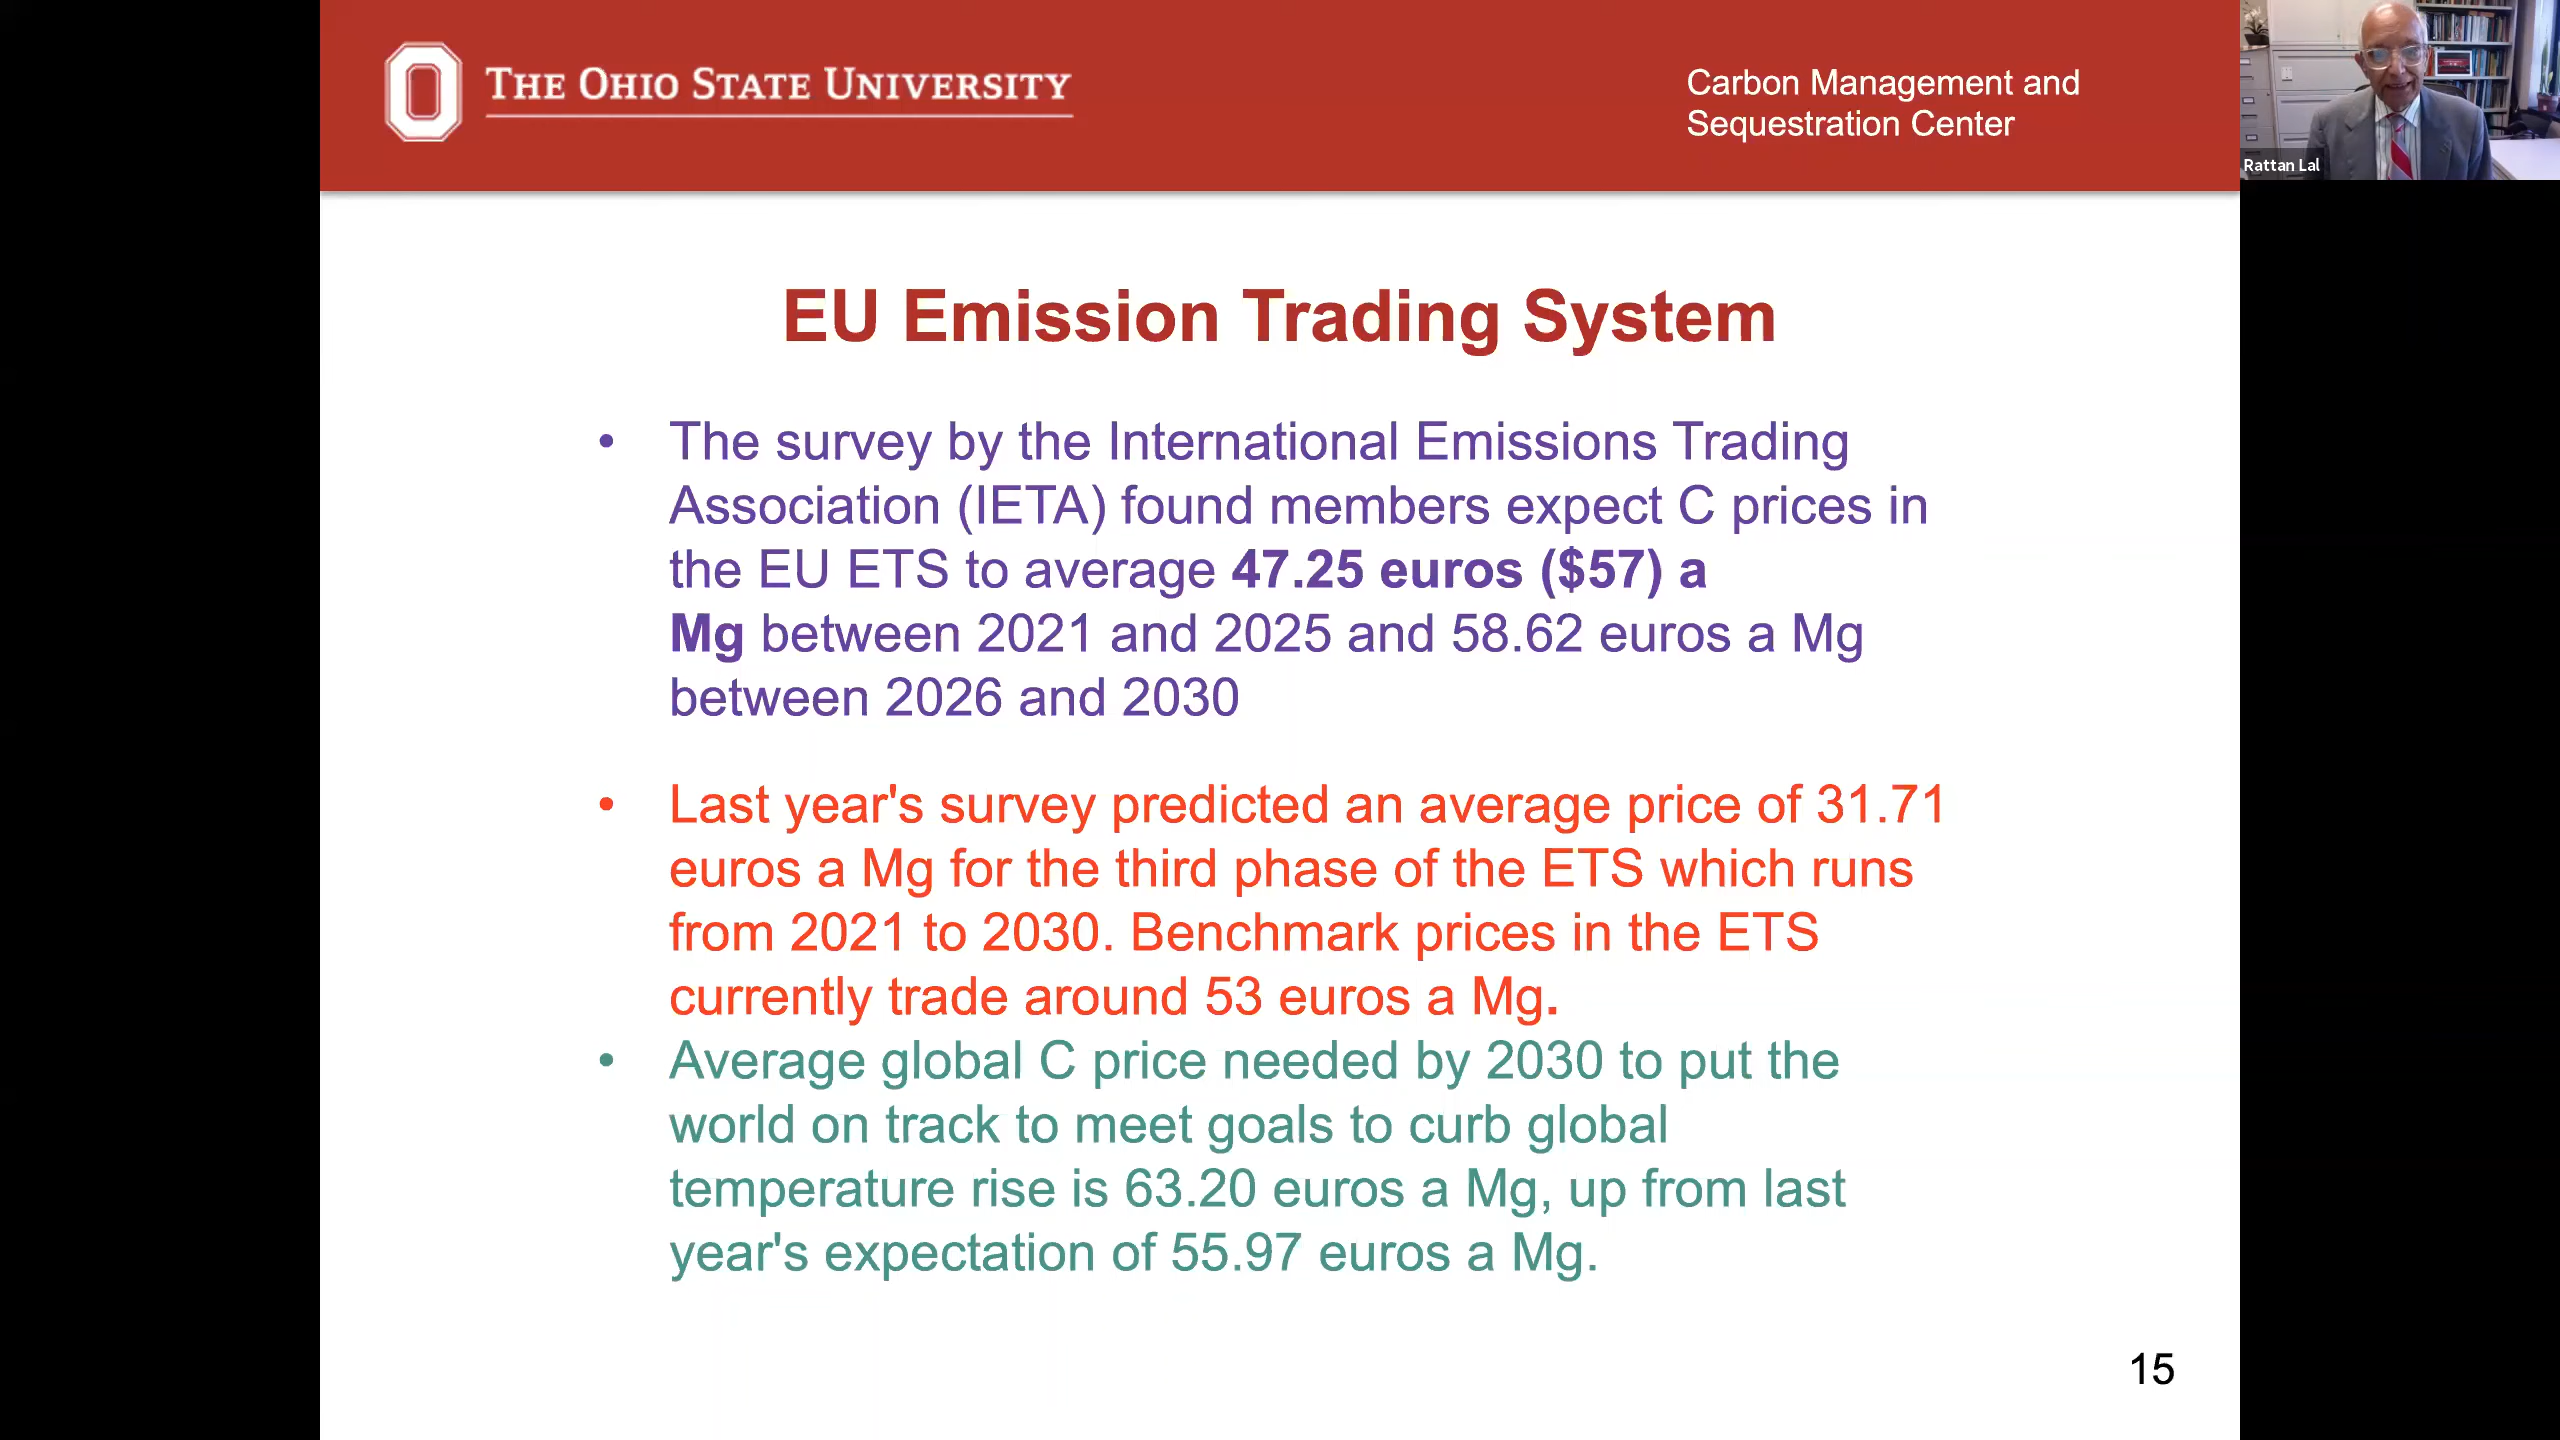 THE OHIO STATE UNIVERSITY
Carbon Management and
Sequestration Center
Rattan Lal
EU Emission Trading System
• The survey by the International Emissions Trading
Association (IETA) found members expect C prices in
the EU ETS to average 47.25 euros ($57) a
Mg between 2021 and 2025 and 58.62 euros a Mg
between 2026 and 2030
• Last year's survey predicted an average price of 31.71
euros a Mg for the third phase of the ETS which runs
from 2021 to 2030. Benchmark prices in the ETS
currently trade around 53 euros a Mg.
• Average global C price needed by 2030 to put the
world on track to meet goals to curb global
temperature rise is 63.20 euros a Mg, up from last
year's expectation of 55.97 euros a Mg.
15